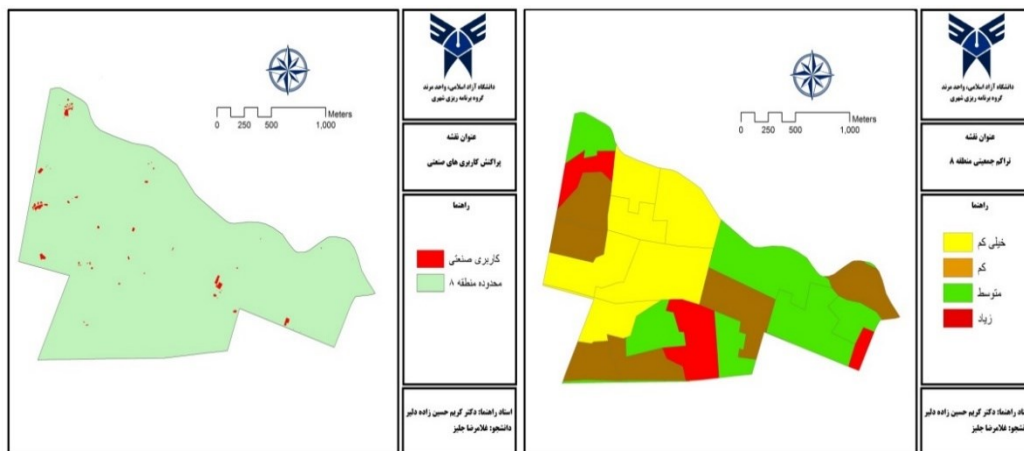 دانشگاه آزاد اسلامی، واحد مرند
گروه برنامه ریزی شهری
عنوان نقشه
پراکنش کاربری های صنعتی
راهنما
کاربری صنعتی
محدوده منطقه ۸
استاد راهنما: دکتر کریم حسین زاده دلیر
دانشجو: غلامرضا جلیز
Meters
0 250 500 1,000
دانشگاه آزاد اسلامی، واحد مرند
گروه برنامه ریزی شهری
عنوان نقشه
تراکم جمعیتی منطقه ۸
راهنما
خیلی کم
کم
متوسط
زیاد
راهنما: دکتر کریم حسین زاده دلیر
غلامرضا جلیز
Meters
0 250 500 1,000